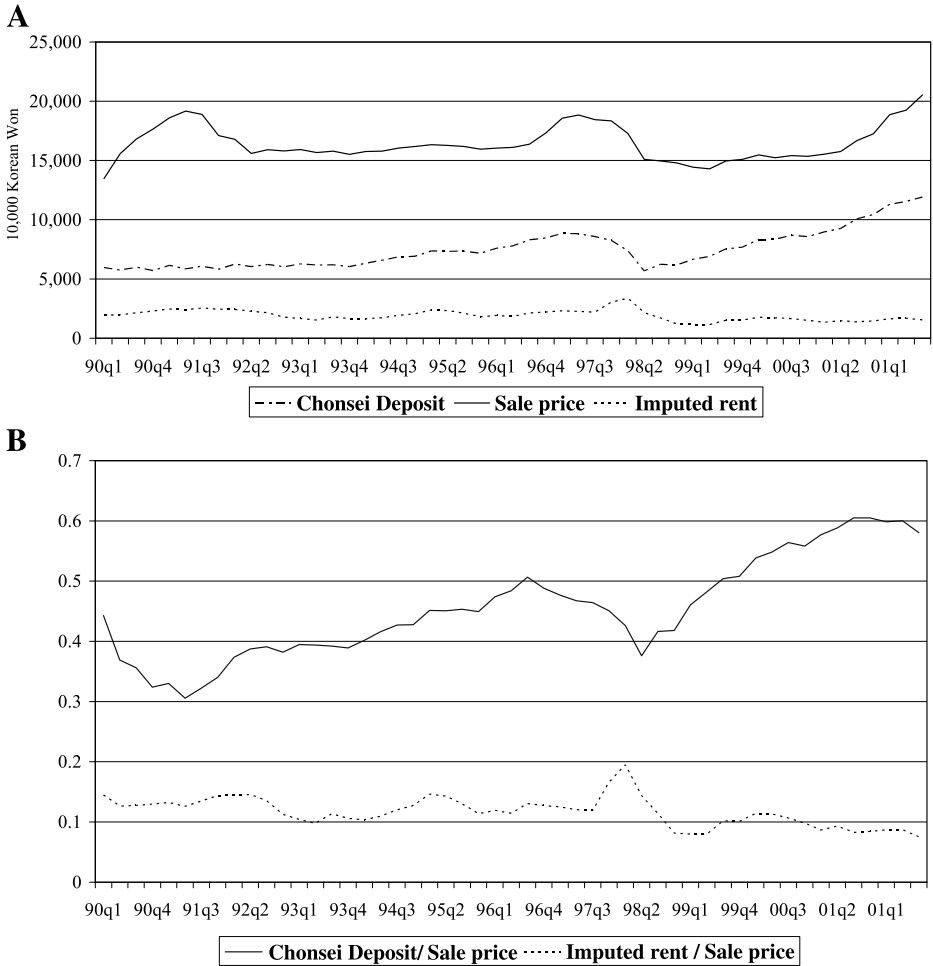 A
25,000
20,000
15,000
10,000
5,000
0
10,000 Korean Won
90q1 90q4 91q3 92q2 93q1 93q4 94q3 95q2 96q1 96q4 97q3 98q2 99q1 99q4 00q3 01q2 01q1
Chonsei Deposit Sale price Imputed rent
B
0.7
0.6
0.5
0.4
0.3
0.2
0.1
0
90q1 90q4 91q3 92q2 93q1 93q4 94q3 95q2 96q1 96q4 97q3 98q2 99q1 99q4 00q3 01q2 01q1
Chonsei Deposit/ Sale price Imputed rent / Sale price